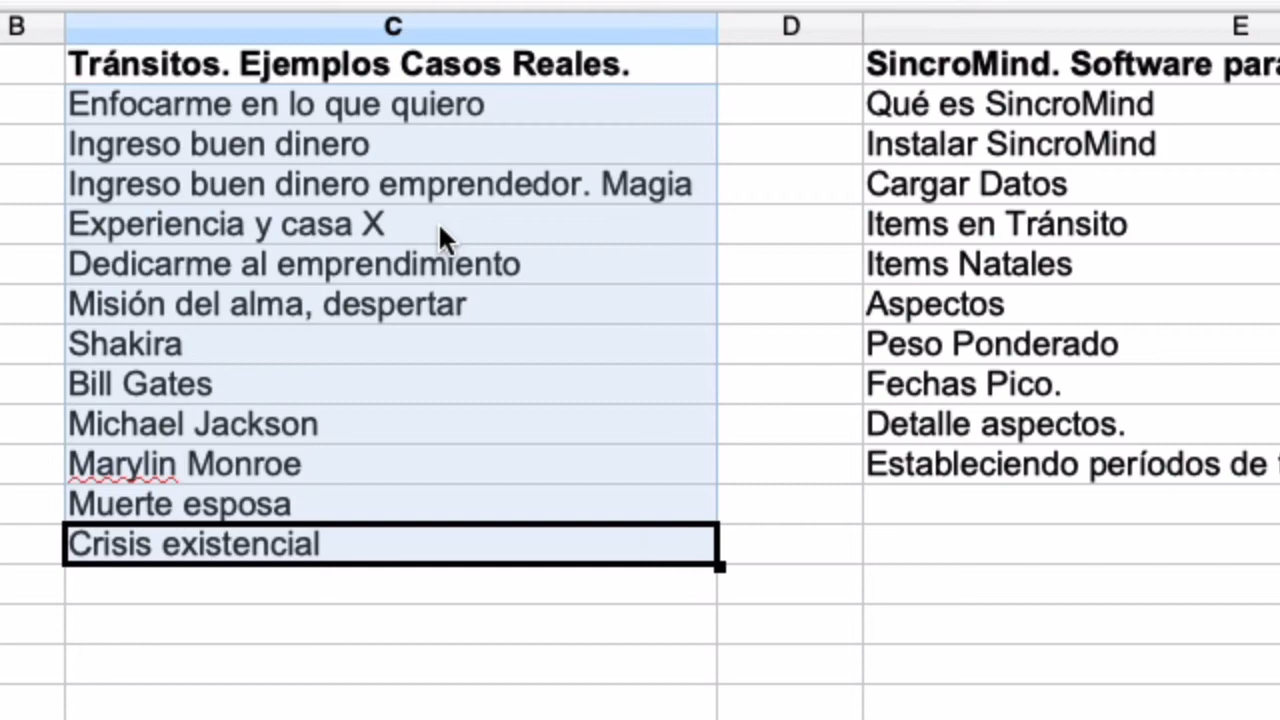 B
C
D
E
Tránsitos. Ejemplos Casos Reales.
Enfocarme en lo que quiero
Ingreso buen dinero
Ingreso buen dinero emprendedor. Magia
Experiencia y casa X
Dedicarme al emprendimiento
Misión del alma, despertar
Shakira
Bill Gates
Michael Jackson
Marylin Monroe
Muerte esposa
Crisis existencial
SincroMind. Software
Qué es SincroMind
Instalar SincroMind
Cargar Datos
Items en Tránsito
Items Natales
Aspectos
Peso Ponderado
Fechas Pico.
Detalle aspectos.
Estableciendo períodos de